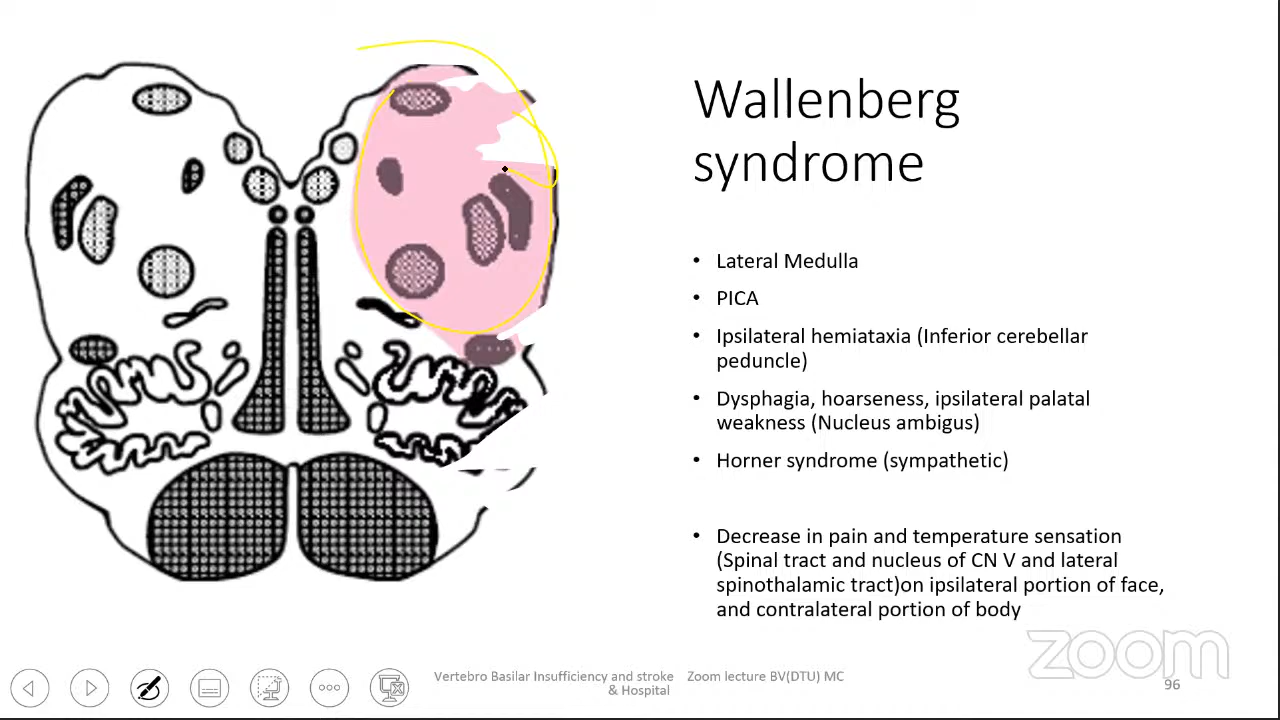 Wallenberg
syndrome
• Lateral Medulla
• PICA
• Ipsilateral hemiataxia (Inferior cerebellar
peduncle)
• Dysphagia, hoarseness, ipsilateral palatal
weakness (Nucleus ambigus)
• Horner syndrome (sympathetic)
• Decrease in pain and temperature sensation
(Spinal tract and nucleus of CN V and lateral
spinothalamic tract)on ipsilateral portion of face,
and contralateral portion of body
zoom
Vertebro Basilar Insufficiency and stroke Zoom lecture BV(DTU) MC
& Hospital
96